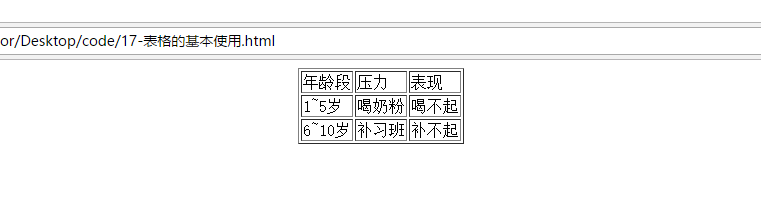 or/Desktop/code/17-表格的基本使用.html
年龄段 压力 表现
1~5岁 喝奶粉 喝不起
6~10岁 补习班 补不起